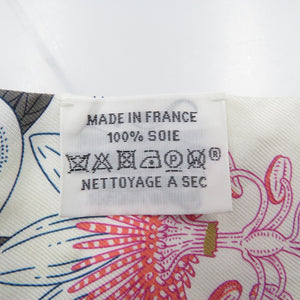 MADE IN FRANCE
100% SOIE
®
NETTOYAGE A SEC